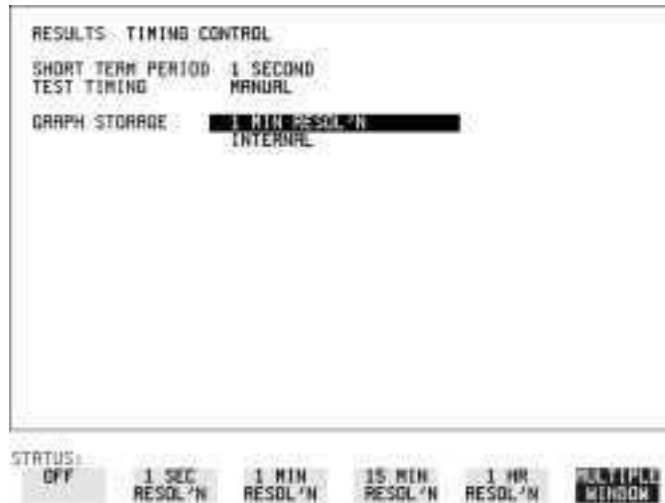 RESULTS TIMING CONTROL
SHORT TERM PERIOD 1 SECOND
TEST TIMING MANUAL
GRAPH STORAGE 1 MIN RESOL'N
INTERNAL
STATUS:
OFF 1 SEC RESOL'N 1 MIN RESOL'N 15 MIN RESOL'N 1 HR RESOL'N MULTIPLE WINDOW